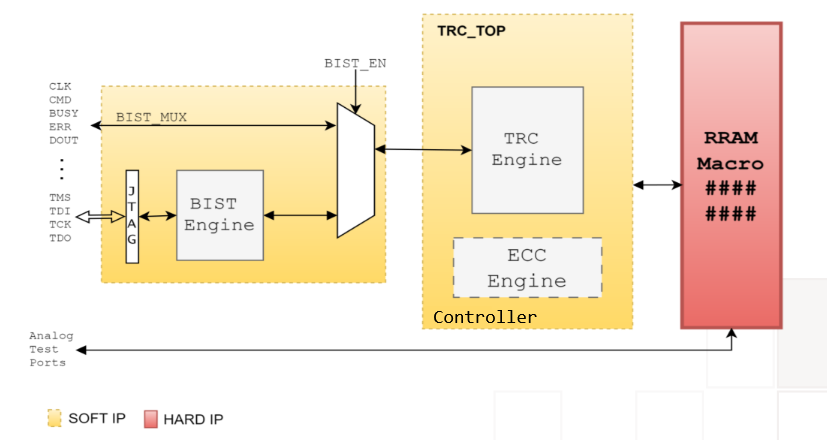 TRC_TOP
BIST_EN
CLK
CMD
BUSY
ERR
DOUT
BIST_MUX
TRC
Engine
RRAM
Macro
####
####
TMS
TDI
TCK
TDO
J
T
A
G
BIST
Engine
ECC
Engine
Controller
Analog
Test
Ports
SOFT IP
HARD IP